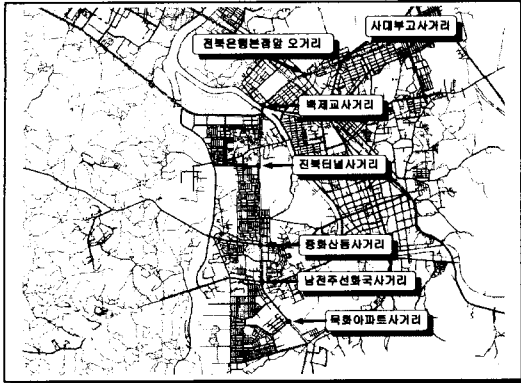 사대부고사거리
전북은행본점앞 오거리
백제교사거리
진북터널사거리
중화산동사거리
남전주선화국사거리
목화아파트사거리